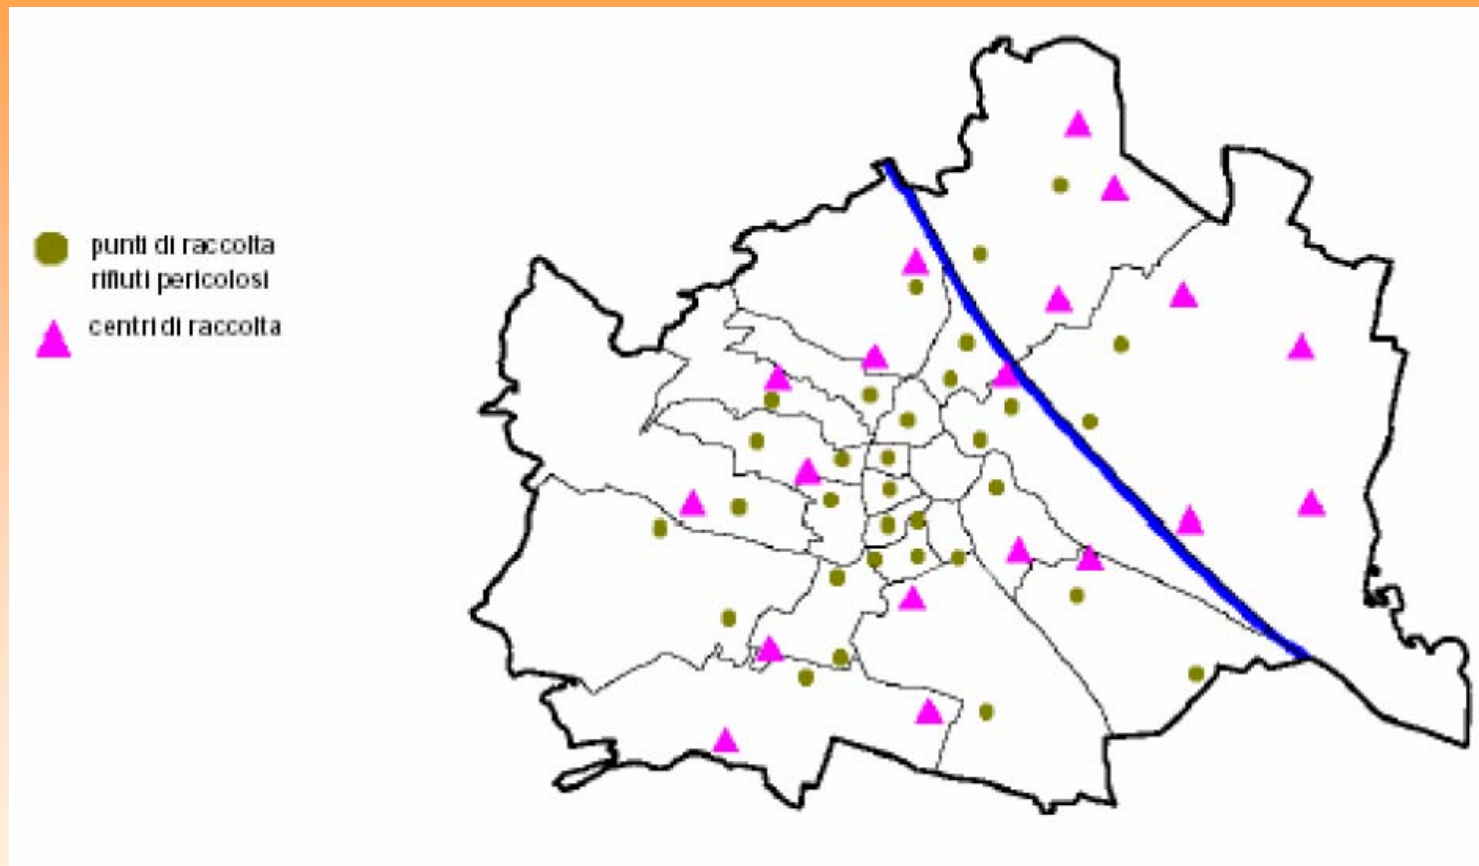 punti di raccolta
rifiuti pericolosi
centri di raccolta